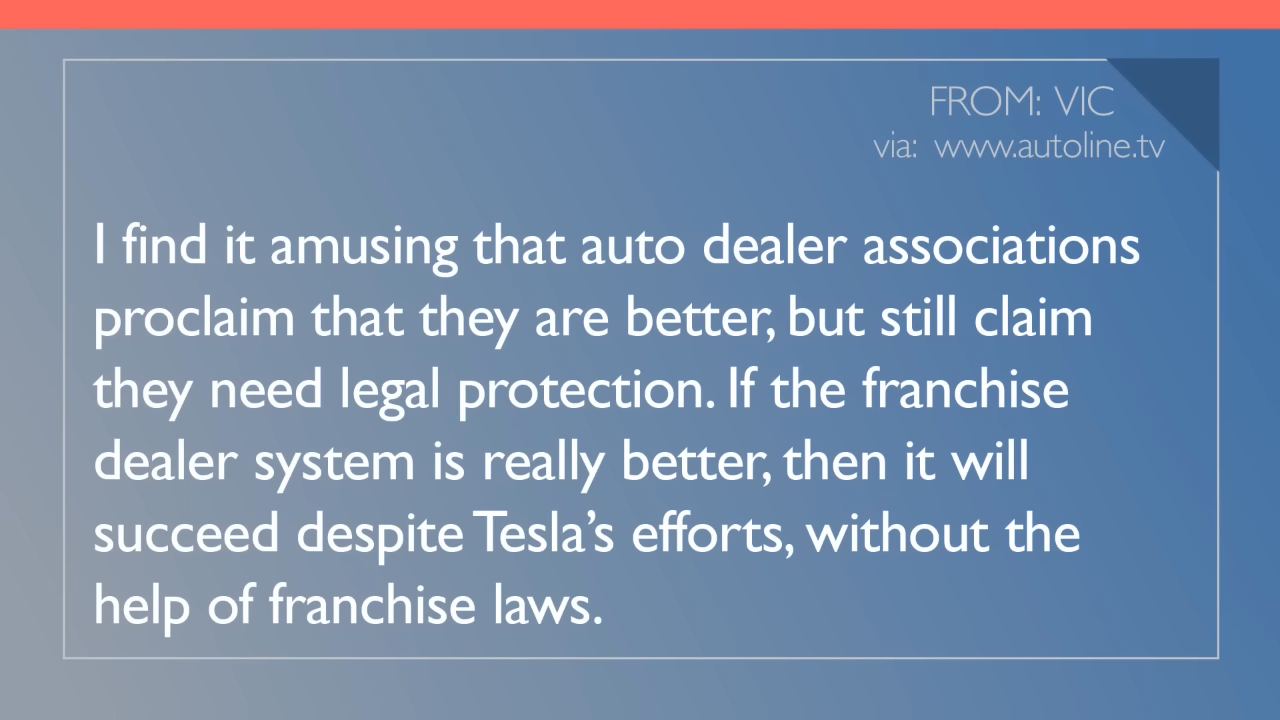 FROM: VIC
via: www.autoline.tv
I find it amusing that auto dealer associations
proclaim that they are better, but still claim
they need legal protection. If the franchise
dealer system is really better, then it will
succeed despite Tesla’s efforts, without the
help of franchise laws.